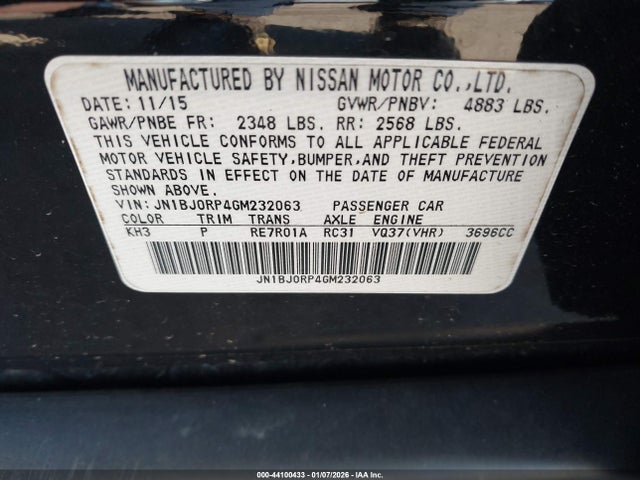 MANUFACTURED BY NISSAN MOTOR CO.,LTD.
DATE: 11/15 GVWR/PNBV: 4883 LBS.
GAWR/PNBE FR: 2348 LBS. RR: 2568 LBS.
THIS VEHICLE CONFORMS TO ALL APPLICABLE FEDERAL
MOTOR VEHICLE SAFETY,BUMPER,AND THEFT PREVENTION
STANDARDS IN EFFECT ON THE DATE OF MANUFACTURE
SHOWN ABOVE.
VIN: JN1BJ0RP4GM232063 PASSENGER CAR
COLOR TRIM TRANS AXLE ENGINE
KH3 P RE7R01A RC31 VQ37(VHR) 3696CC
JN1BJ0RP4GM232063
000-44100433 - 01/07/2026 - IAA Inc.